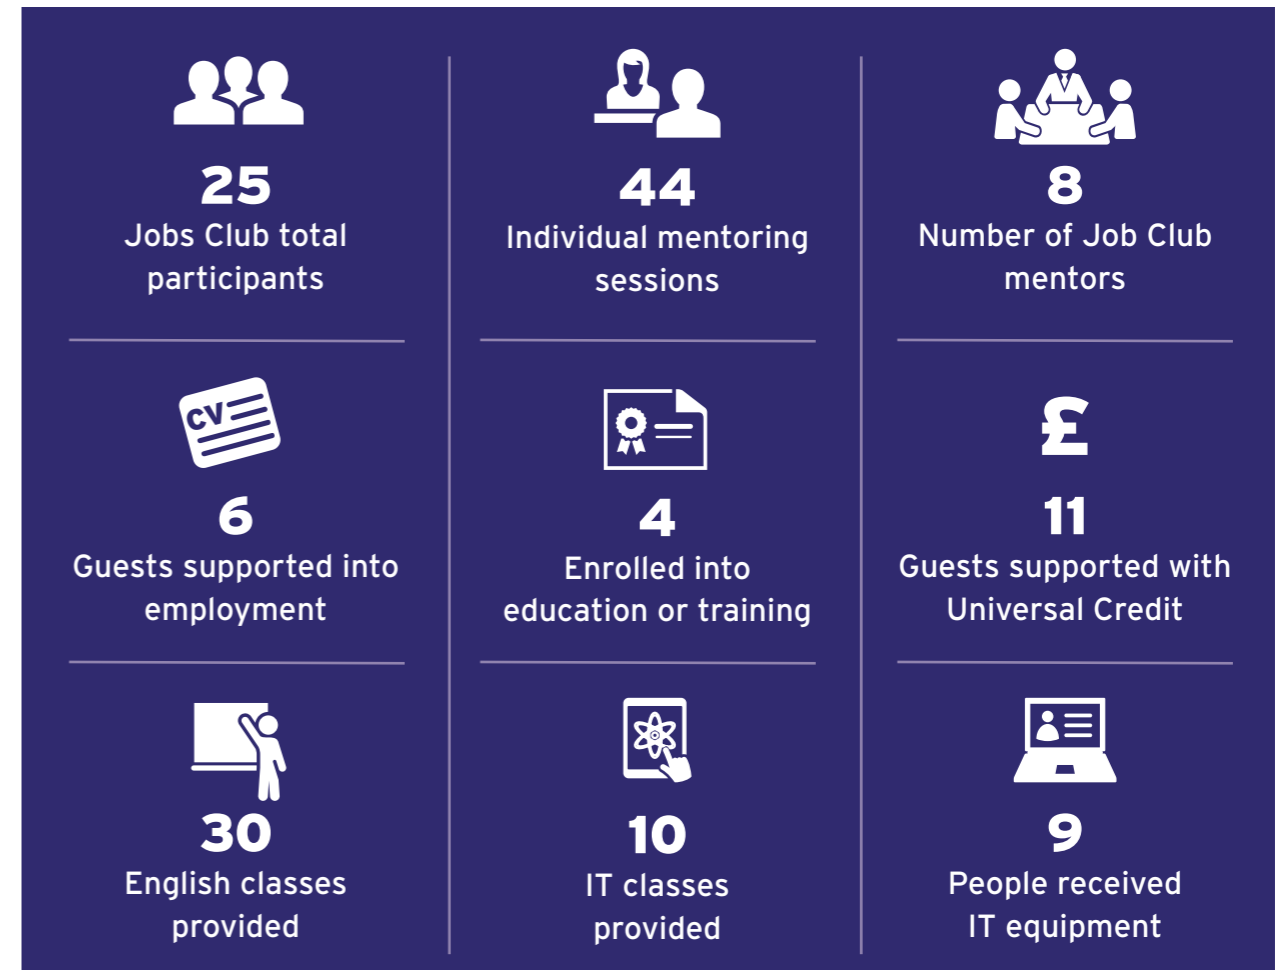 25
Jobs Club total
participants
44
Individual mentoring
sessions
8
Number of Job Club
mentors
CV
6
Guests supported into
employment
4
Enrolled into
education or training
£
11
Guests supported with
Universal Credit
30
English classes
provided
10
IT classes
provided
9
People received
IT equipment